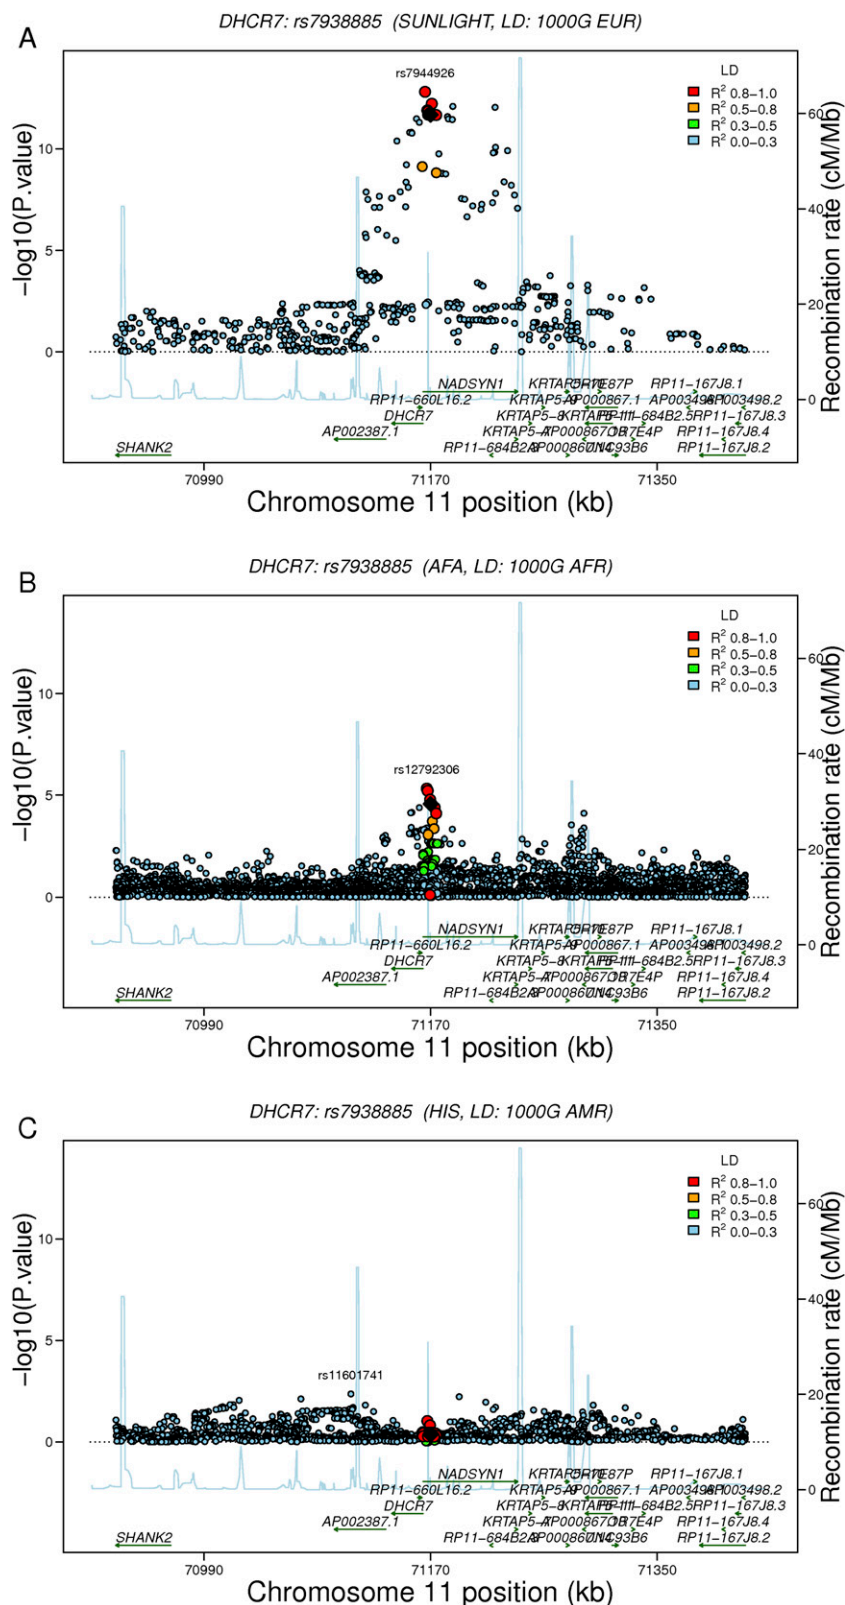 DHCR7: rs7938885 (SUNLIGHT, LD: 1000G EUR)
A
rs7944926
LD
R² 0.8−1.0
R² 0.5−0.8
R² 0.3−0.5
R² 0.0−0.3
−log10(P.value)
10
5
0
Recombination rate (cM/Mb)
60
40
20
0
NADSYN1 RP11−167J8.1
RP11−660L16.2 AP000867.1
DHCR7 RP11−167J8.3
AP002387.1 RP11−167J8.4
SHANK2 RP11−167J8.2
70990 71170 71350
Chromosome 11 position (kb)
DHCR7: rs7938885 (AFA, LD: 1000G AFR)
B
rs12792306
LD
R² 0.8−1.0
R² 0.5−0.8
R² 0.3−0.5
R² 0.0−0.3
−log10(P.value)
10
5
0
Recombination rate (cM/Mb)
60
40
20
0
NADSYN1 RP11−167J8.1
RP11−660L16.2 AP000867.1
DHCR7 RP11−167J8.3
AP002387.1 RP11−167J8.4
SHANK2 RP11−167J8.2
70990 71170 71350
Chromosome 11 position (kb)
DHCR7: rs7938885 (HIS, LD: 1000G AMR)
C
rs11601741
LD
R² 0.8−1.0
R² 0.5−0.8
R² 0.3−0.5
R² 0.0−0.3
−log10(P.value)
10
5
0
Recombination rate (cM/Mb)
60
40
20
0
NADSYN1 RP11−167J8.1
RP11−660L16.2 AP000867.1
DHCR7 RP11−167J8.3
AP002387.1 RP11−167J8.4
SHANK2 RP11−167J8.2
70990 71170 71350
Chromosome 11 position (kb)